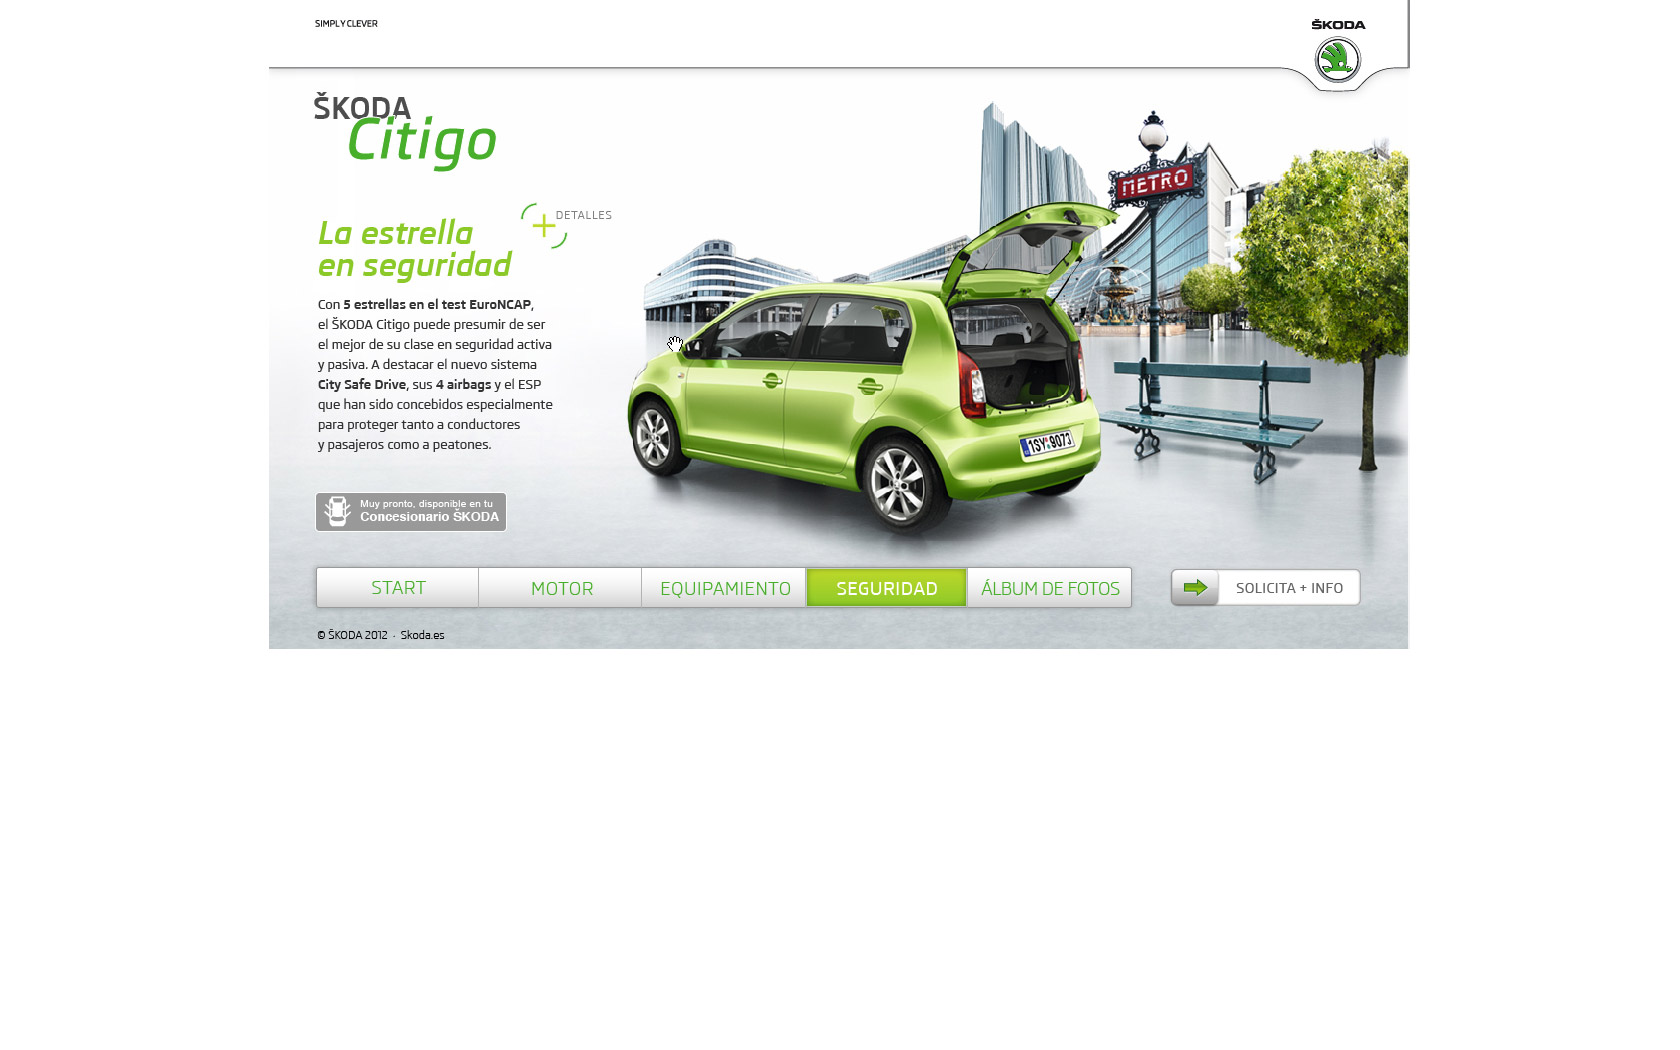 SIMPLY CLEVER
ŠKODA
ŠKODA
Citigo
DETALLES
La estrella
en seguridad
Con 5 estrellas en el test EuroNCAP,
el ŠKODA Citigo puede presumir de ser
el mejor de su clase en seguridad activa
y pasiva. A destacar el nuevo sistema
City Safe Drive, sus 4 airbags y el ESP
que han sido concebidos especialmente
para proteger tanto a conductores
y pasajeros como a peatones.
METRO
1SY 9073
Muy pronto, disponible en tu
Concesionario ŠKODA
START
MOTOR
EQUIPAMIENTO
SEGURIDAD
ÁLBUM DE FOTOS
SOLICITA + INFO
© ŠKODA 2012 · Skoda.es